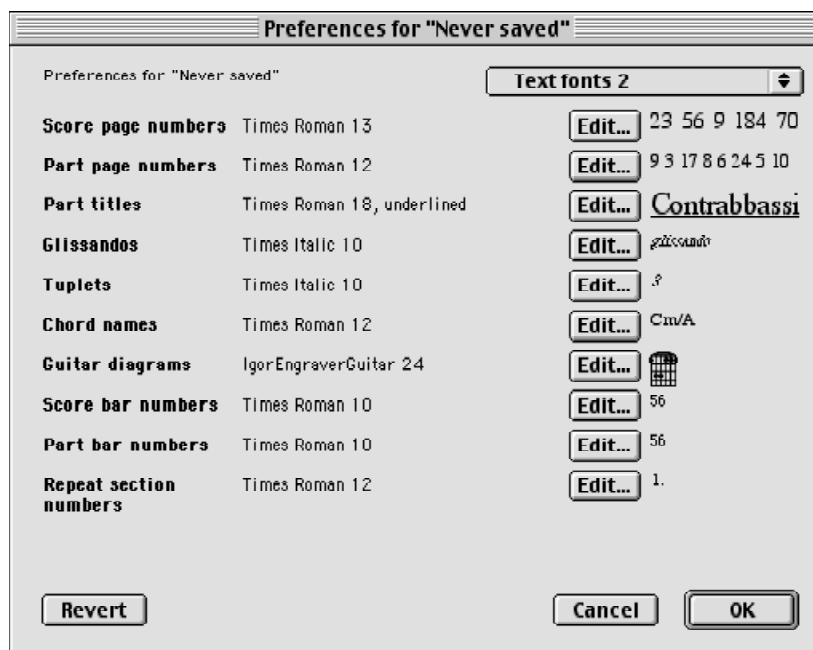 Preferences for "Never saved"
Preferences for "Never saved"
Text fonts 2
Score page numbers Times Roman 13 Edit... 23 56 9 184 70
Part page numbers Times Roman 12 Edit... 9 3 17 8 6 24 5 10
Part titles Times Roman 18, underlined Edit... Contrabbassi
Glissandos Times Italic 10 Edit... glissando
Tuplets Times Italic 10 Edit... 3
Chord names Times Roman 12 Edit... Cm/A
Guitar diagrams IgorEngraverGuitar 24 Edit...
Score bar numbers Times Roman 10 Edit... 56
Part bar numbers Times Roman 10 Edit... 56
Repeat section Times Roman 12 Edit... 1.
numbers
Revert Cancel OK